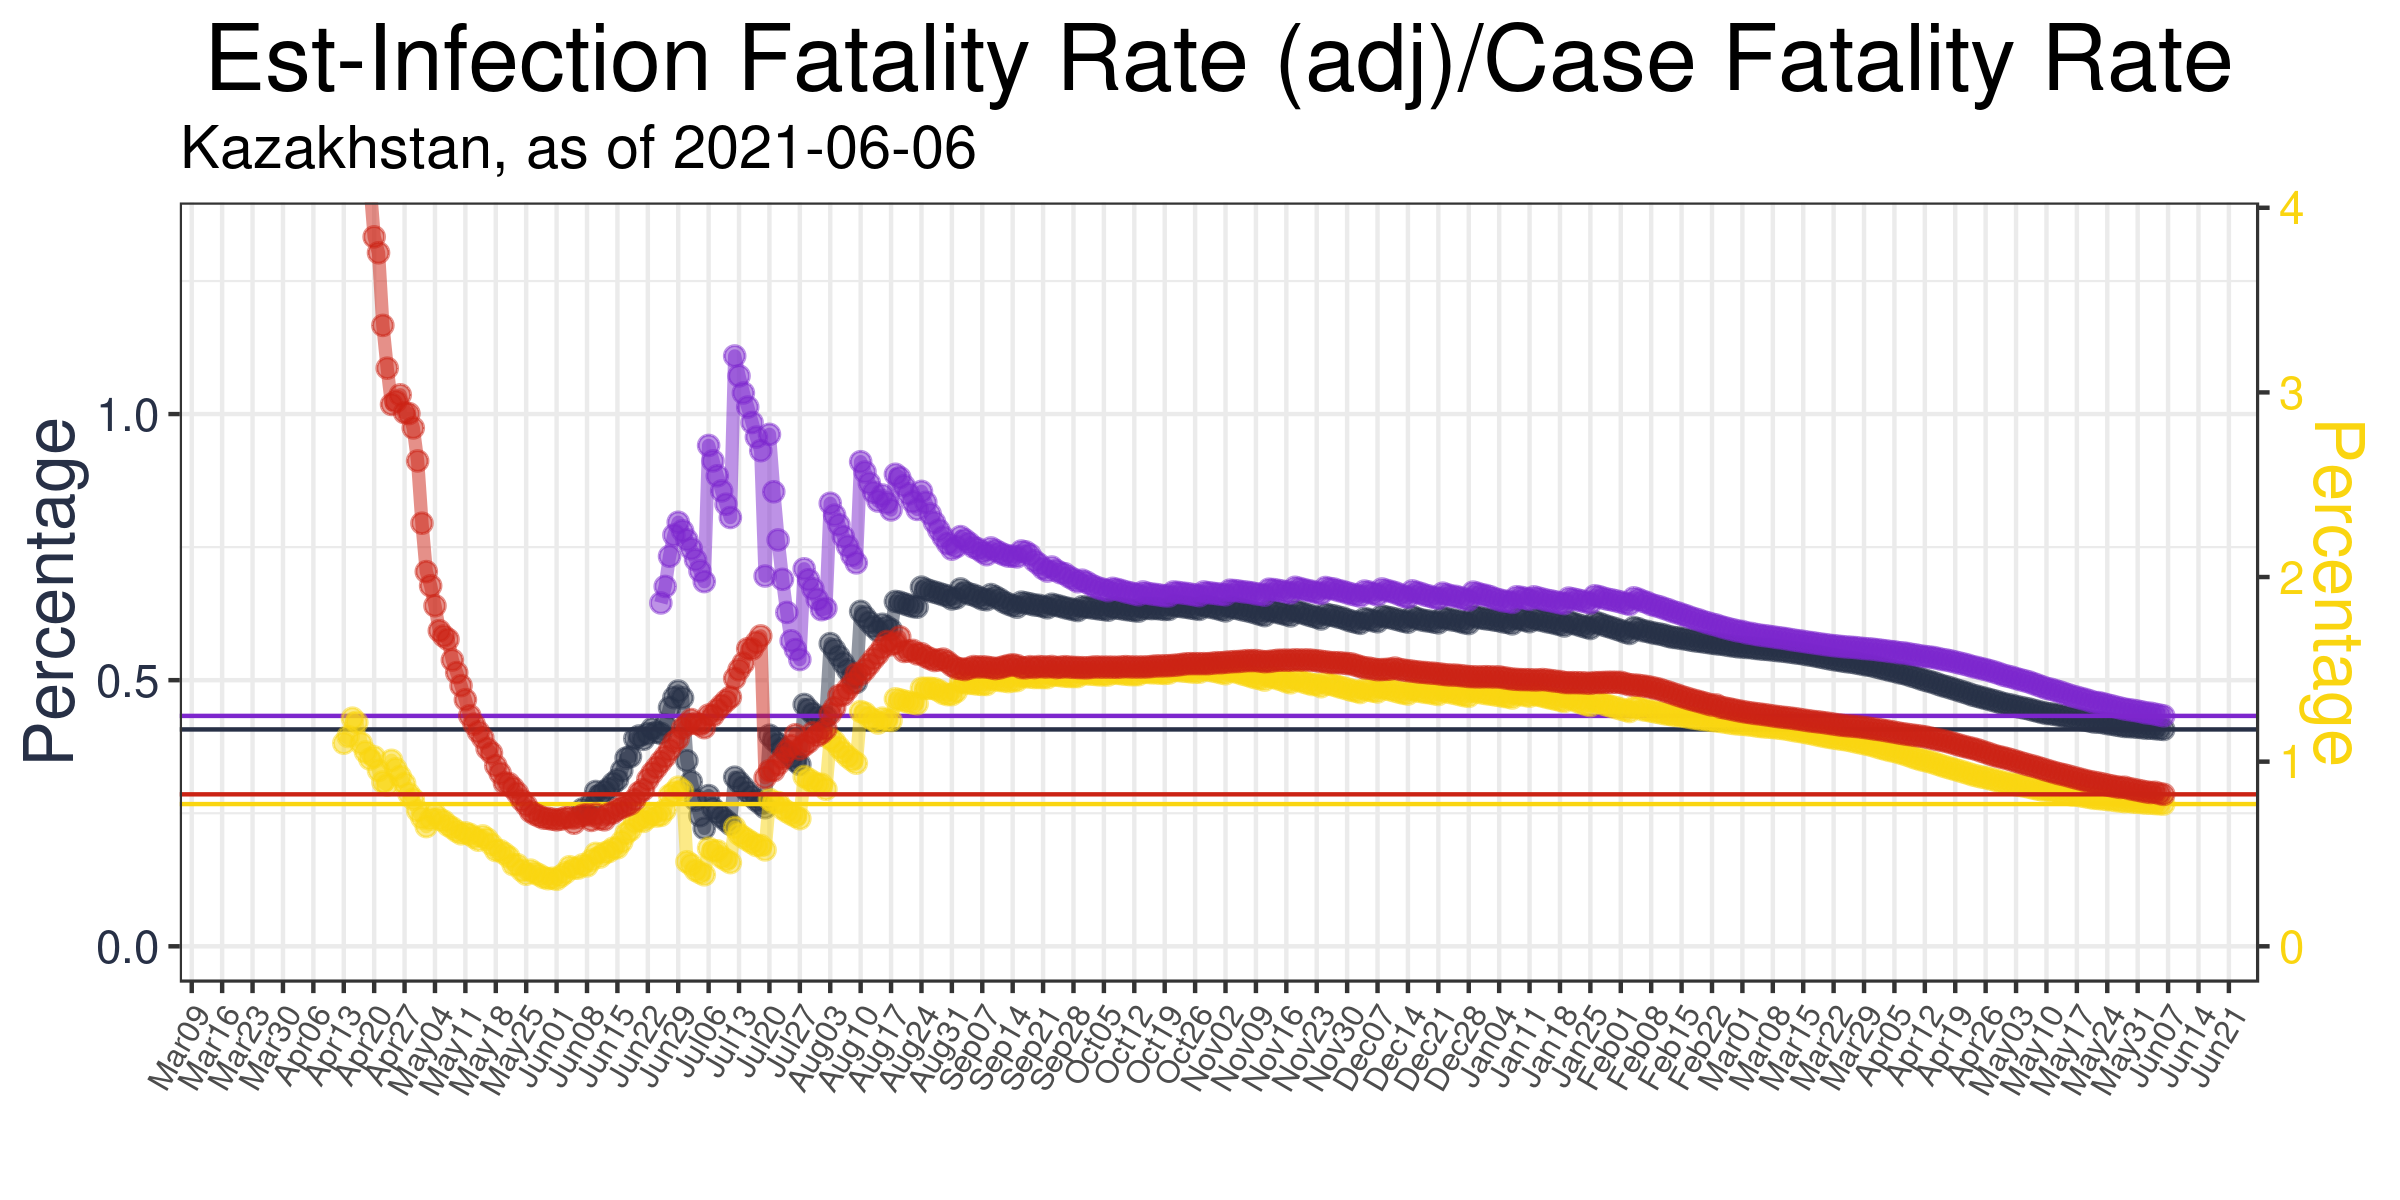 Est-Infection Fatality Rate (adj)/Case Fatality Rate
Kazakhstan, as of 2021-06-06
Percentage
1.0
0.5
0.0
4
3
2
1
0
Percentage
Mar09
Mar16
Mar23
Mar30
Apr06
Apr13
Apr20
Apr27
May04
May11
May18
May25
Jun01
Jun08
Jun15
Jun22
Jun29
Jul06
Jul13
Jul20
Jul27
Aug03
Aug10
Aug17
Aug24
Aug31
Sep07
Sep14
Sep21
Sep28
Oct05
Oct12
Oct19
Oct26
Nov02
Nov09
Nov16
Nov23
Nov30
Dec07
Dec14
Dec21
Dec28
Jan04
Jan11
Jan18
Jan25
Feb01
Feb08
Feb15
Feb22
Mar01
Mar08
Mar15
Mar22
Mar29
Apr05
Apr12
Apr19
Apr26
May03
May10
May17
May24
May31
Jun07
Jun14
Jun21